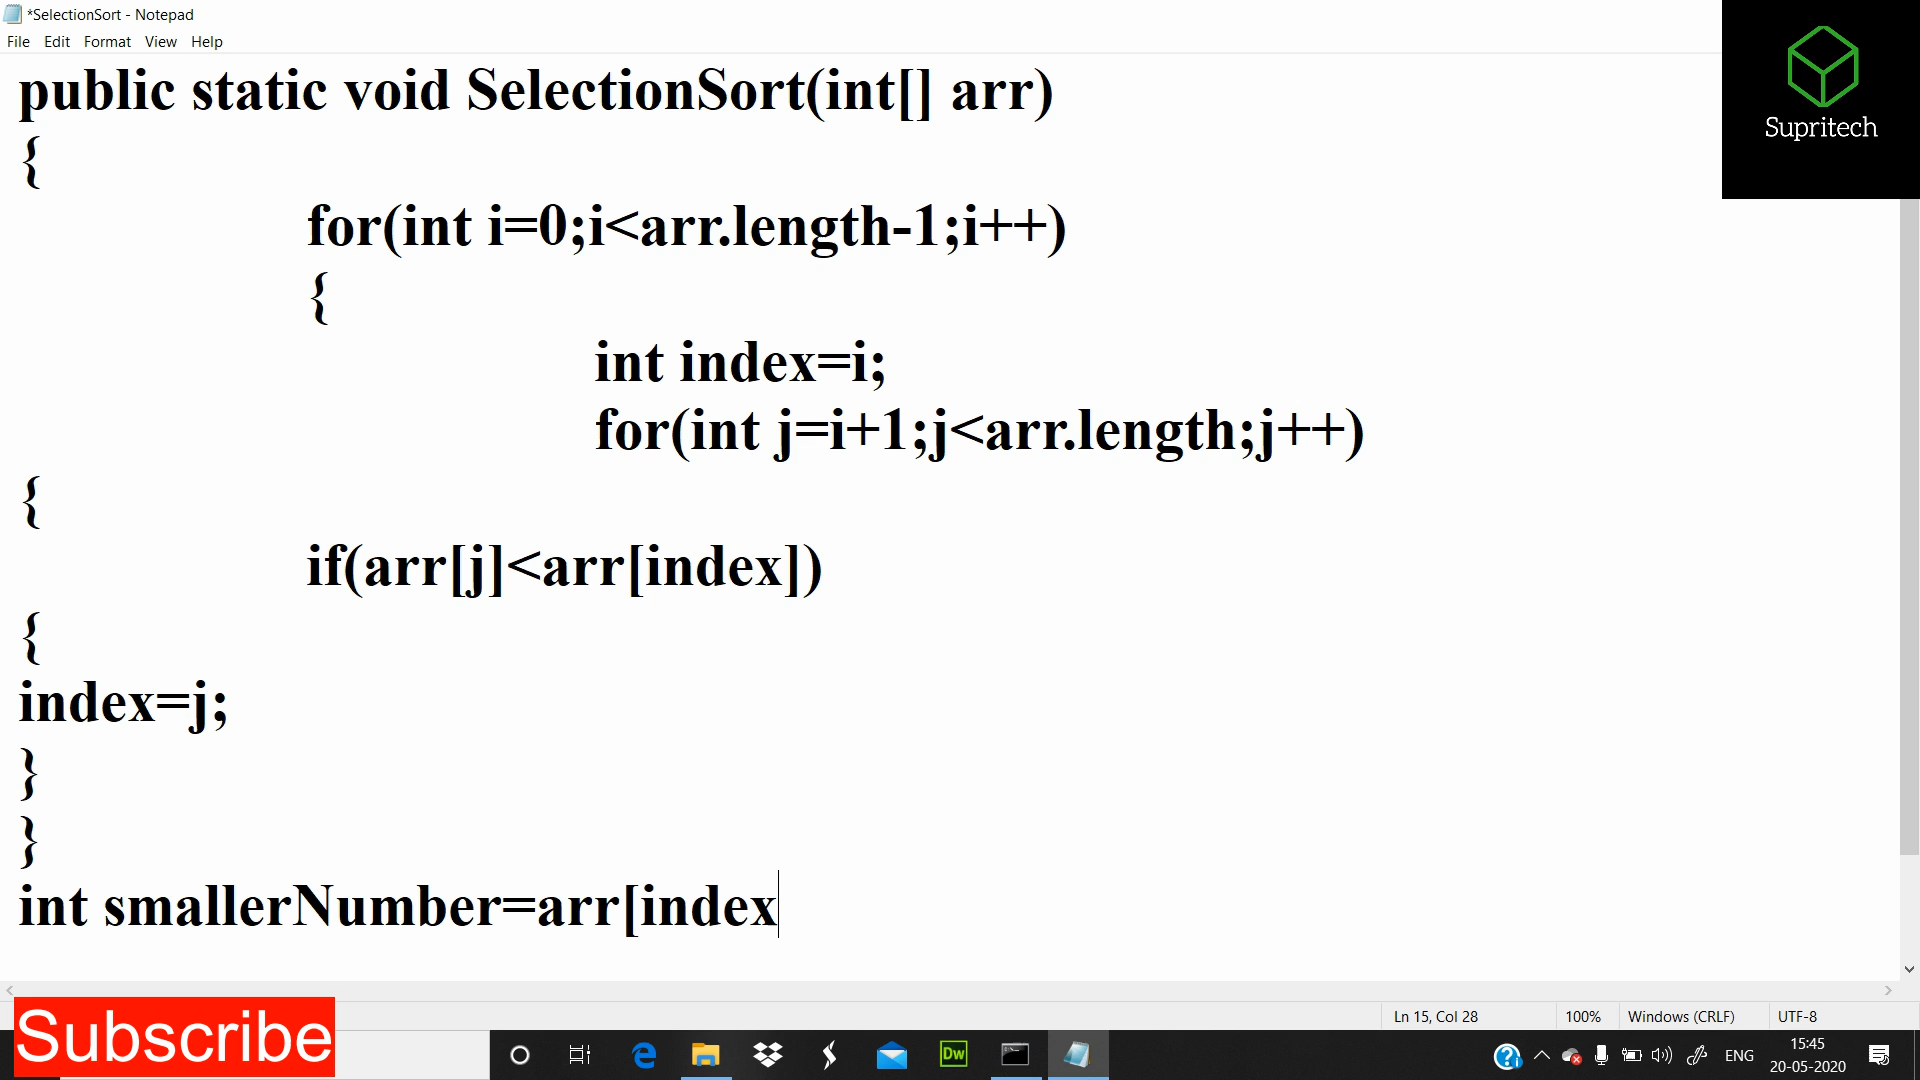 *SelectionSort - Notepad
File Edit Format View Help
Supritech
public static void SelectionSort(int[] arr)
{
for(int i=0;i<arr.length-1;i++)
{
int index=i;
for(int j=i+1;j<arr.length;j++)
{
if(arr[j]<arr[index])
{
index=j;
}
}
int smallerNumber=arr[index
Ln 15, Col 28 100% Windows (CRLF) UTF-8
Subscribe
Dw
ENG
15:45
20-05-2020